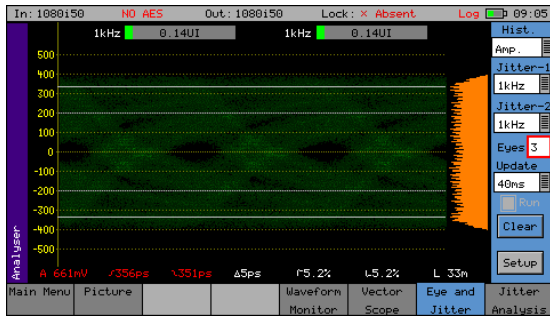 In: 1080i50 NO AES Out: 1080i50 Lock: × Absent Log 09:05
1kHz 0.14UI 1kHz 0.14UI
Hist.
Amp.
Jitter-1
1kHz
Jitter-2
1kHz
Eyes 3
Update
40ms
Run
Clear
Setup
500
400
300
200
100
0
-100
-200
-300
-400
-500
Analyser
A 661mV 356ps 351ps Δ5ps 5.2% 5.2% L 33m
Main Menu Picture Waveform Monitor Vector Scope Eye and Jitter Jitter Analysis